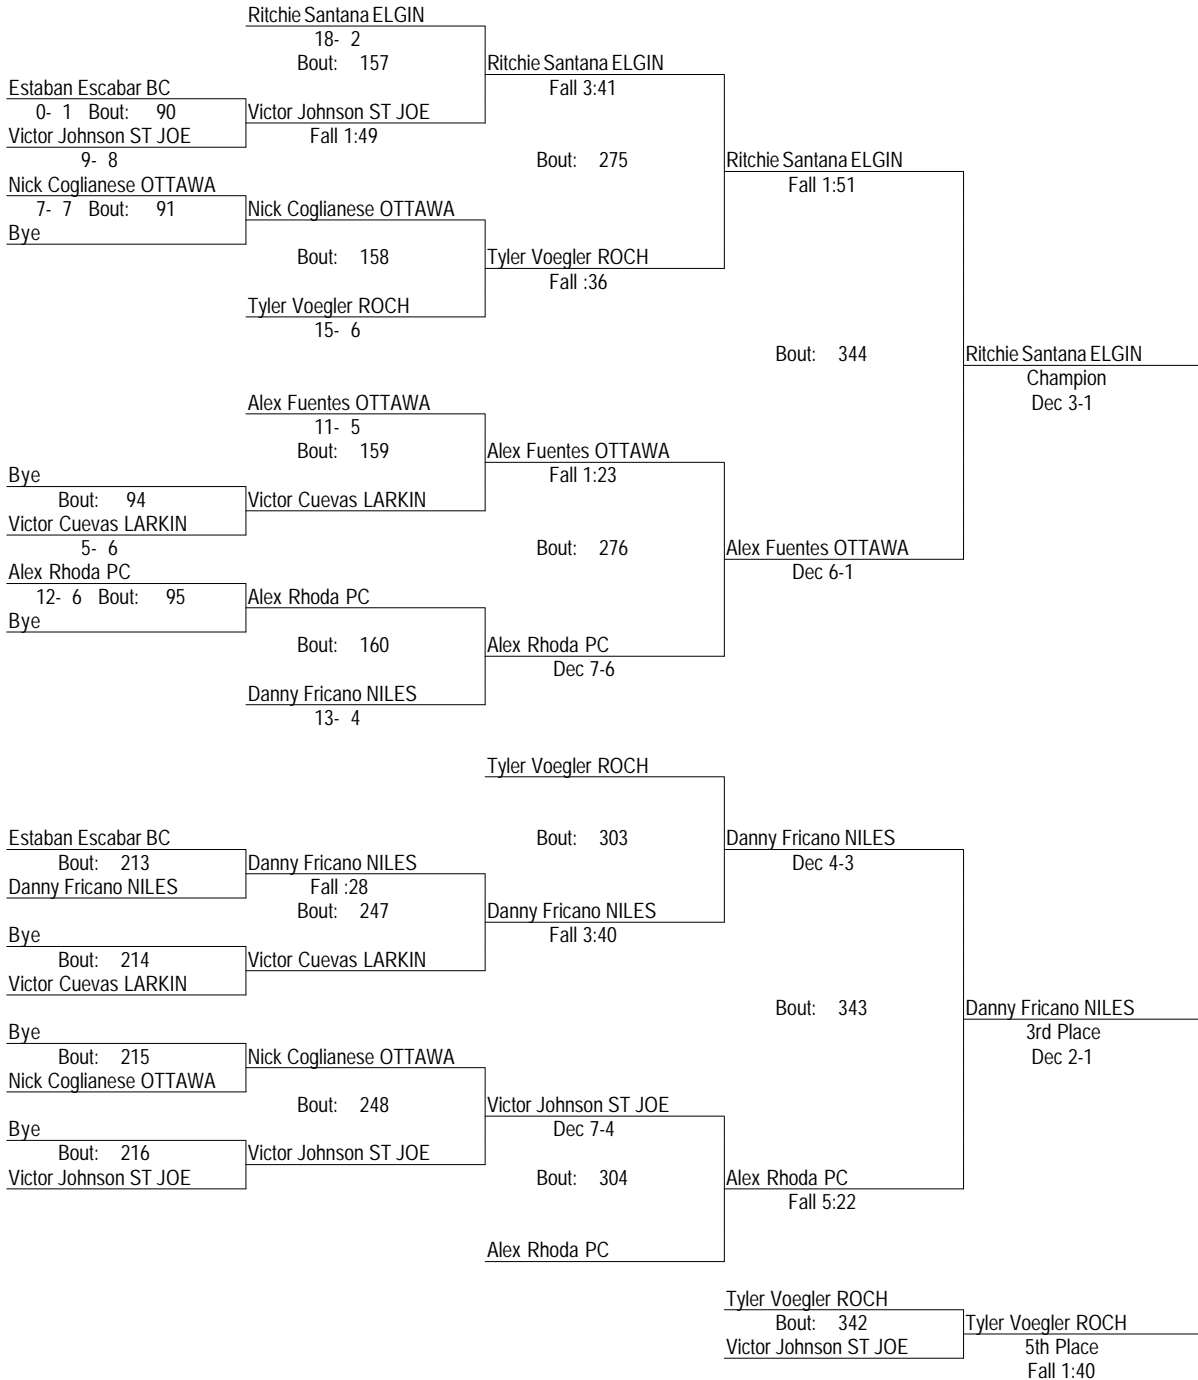 Ritchie Santana ELGIN
18- 2
Bout: 157
Ritchie Santana ELGIN
Fall 3:41
Estaban Escabar BC
0- 1 Bout: 90
Victor Johnson ST JOE
Victor Johnson ST JOE
Fall 1:49
9- 8
Bout: 275
Ritchie Santana ELGIN
Fall 1:51
Nick Coglianese OTTAWA
7- 7 Bout: 91
Nick Coglianese OTTAWA
Bye
Bout: 158
Tyler Voegler ROCH
Fall :36
Tyler Voegler ROCH
15- 6
Bout: 344
Ritchie Santana ELGIN
Champion
Dec 3-1
Alex Fuentes OTTAWA
11- 5
Bout: 159
Alex Fuentes OTTAWA
Fall 1:23
Bye
Bout: 94
Victor Cuevas LARKIN
Victor Cuevas LARKIN
5- 6
Bout: 276
Alex Fuentes OTTAWA
Dec 6-1
Alex Rhoda PC
12- 6 Bout: 95
Alex Rhoda PC
Bye
Bout: 160
Alex Rhoda PC
Dec 7-6
Danny Fricano NILES
13- 4
Tyler Voegler ROCH
Bout: 303
Danny Fricano NILES
Dec 4-3
Estaban Escabar BC
Bout: 213
Danny Fricano NILES
Danny Fricano NILES
Fall :28
Bout: 247
Danny Fricano NILES
Fall 3:40
Bye
Bout: 214
Victor Cuevas LARKIN
Victor Cuevas LARKIN
Bout: 343
Danny Fricano NILES
3rd Place
Dec 2-1
Bye
Bout: 215
Nick Coglianese OTTAWA
Nick Coglianese OTTAWA
Bout: 248
Victor Johnson ST JOE
Dec 7-4
Bye
Bout: 216
Victor Johnson ST JOE
Victor Johnson ST JOE
Bout: 304
Alex Rhoda PC
Fall 5:22
Alex Rhoda PC
Tyler Voegler ROCH
Bout: 342
Tyler Voegler ROCH
Victor Johnson ST JOE
5th Place
Fall 1:40